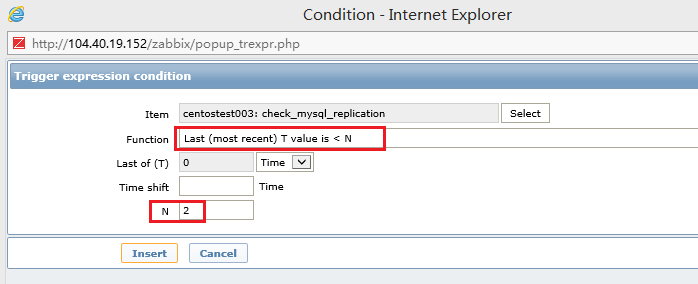 Condition - Internet Explorer
http://104.40.19.152/zabbix/popup_trexpr.php
Trigger expression condition
Item centostest003: check_mysql_replication Select
Function Last (most recent) T value is < N
Last of (T) 0 Time
Time shift Time
N 2
Insert Cancel